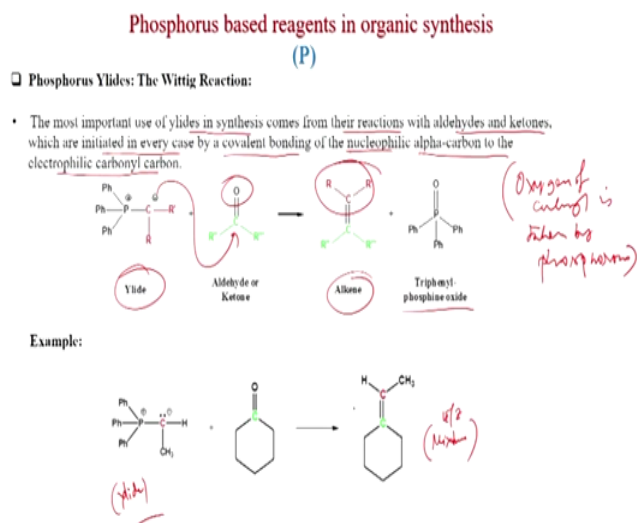 Phosphorus based reagents in organic synthesis
(P)
Phosphorus Ylides: The Wittig Reaction:
The most important use of ylides in synthesis comes from their reactions with aldehydes and ketones,
which are initiated in every case by a covalent bonding of the nucleophilic alpha-carbon to the
electrophilic carbonyl carbon.
Ph Ph P C R' Ph R
O R' R''
R R' C C R' R''
O P Ph Ph Ph
(Oxygen of
carbonyl is
taken by
phosphorous)
Ylide
Aldehyde or
Ketone
Alkene
Triphenyl-
phosphine oxide
Example:
Ph Ph P C H Ph CH3
O C
H CH3 C C
(Mixture)
(ylide)